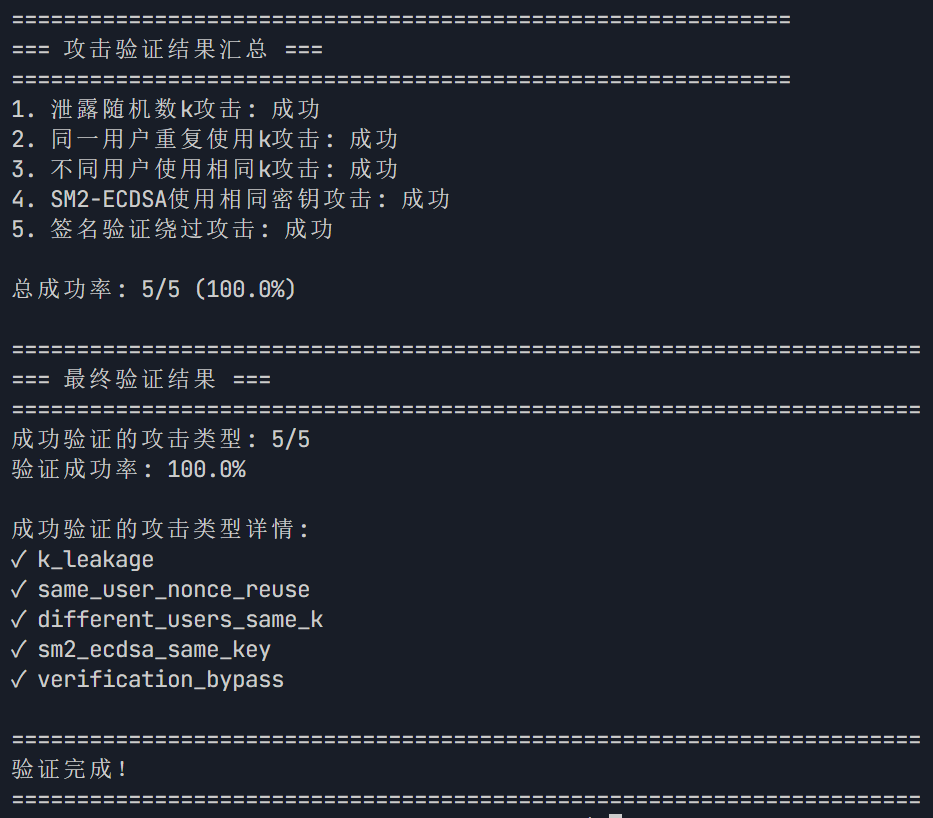 ============================================================
=== 攻击验证结果汇总 ===
============================================================
1. 泄露随机数k攻击: 成功
2. 同一用户重复使用k攻击: 成功
3. 不同用户使用相同k攻击: 成功
4. SM2-ECDSA使用相同密钥攻击: 成功
5. 签名验证绕过攻击: 成功
总成功率: 5/5 (100.0%)
======================================================================
=== 最终验证结果 ===
======================================================================
成功验证的攻击类型: 5/5
验证成功率: 100.0%
成功验证的攻击类型详情:
✓ k_leakage
✓ same_user_nonce_reuse
✓ different_users_same_k
✓ sm2_ecdsa_same_key
✓ verification_bypass
======================================================================
验证完成!
======================================================================